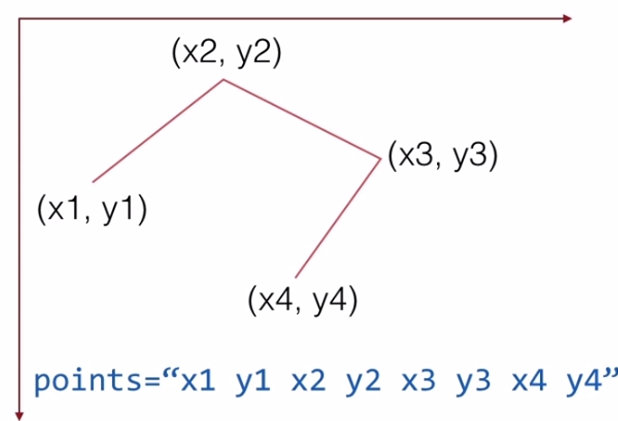 (x2, y2)
(x3, y3)
(x1, y1)
(x4, y4)
points=“x1 y1 x2 y2 x3 y3 x4 y4”